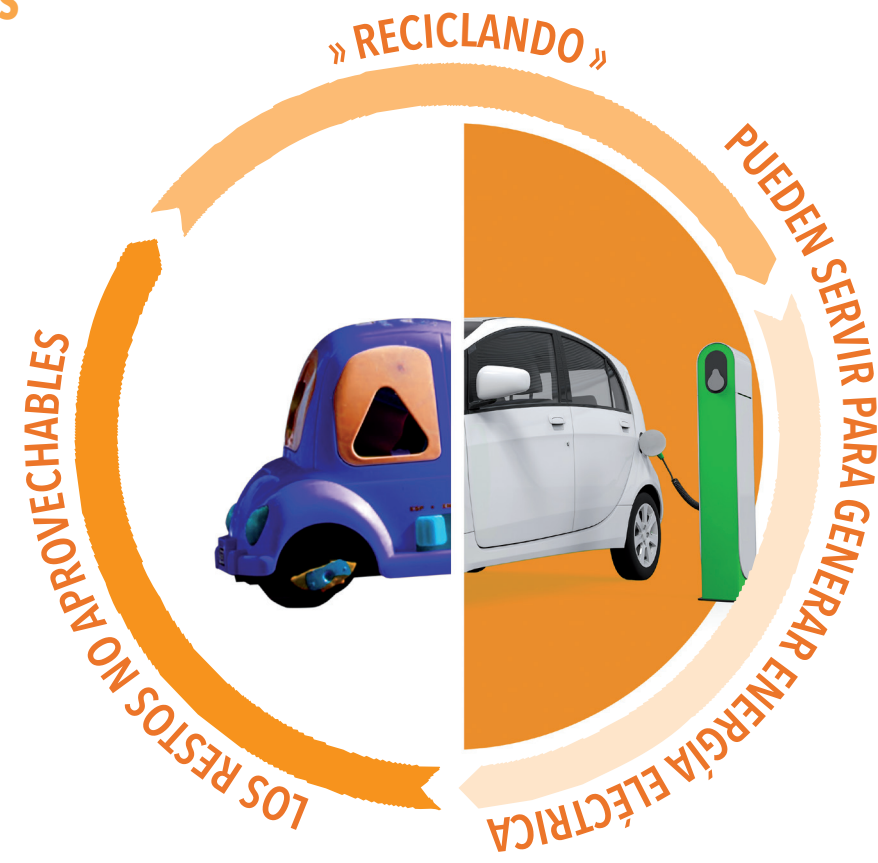 » RECICLANDO »
PUEDEN SERVIR PARA GENERAR ENERGÍA ELÉCTRICA
LOS RESTOS NO APROVECHABLES